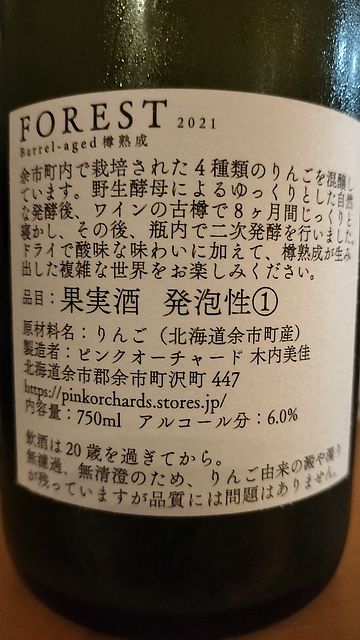 FOREST 2021
Barrel-aged 樽熟成
余市町内で栽培された4種類のりんごを混醸し
ています。野生酵母によるゆっくりとした自然
な発酵後、ワインの古樽で8ヶ月間じっくりと
寝かし、その後、瓶内で二次発酵を行いました。
ドライで酸味な味わいに加えて、樽熟成が生み
出した複雑な世界をお楽しみください。
品目：果実酒 発泡性①
原材料名：りんご（北海道余市町産）
製造者：ピンクオーチャード 木内美佳
北海道余市郡余市町沢町 447
https://pinkorchards.stores.jp/
内容量：750ml アルコール分：6.0%
飲酒は20歳を過ぎてから。
無濾過、無清澄のため、りんご由来の澱や濁り
が残っていますが品質には問題はありません。